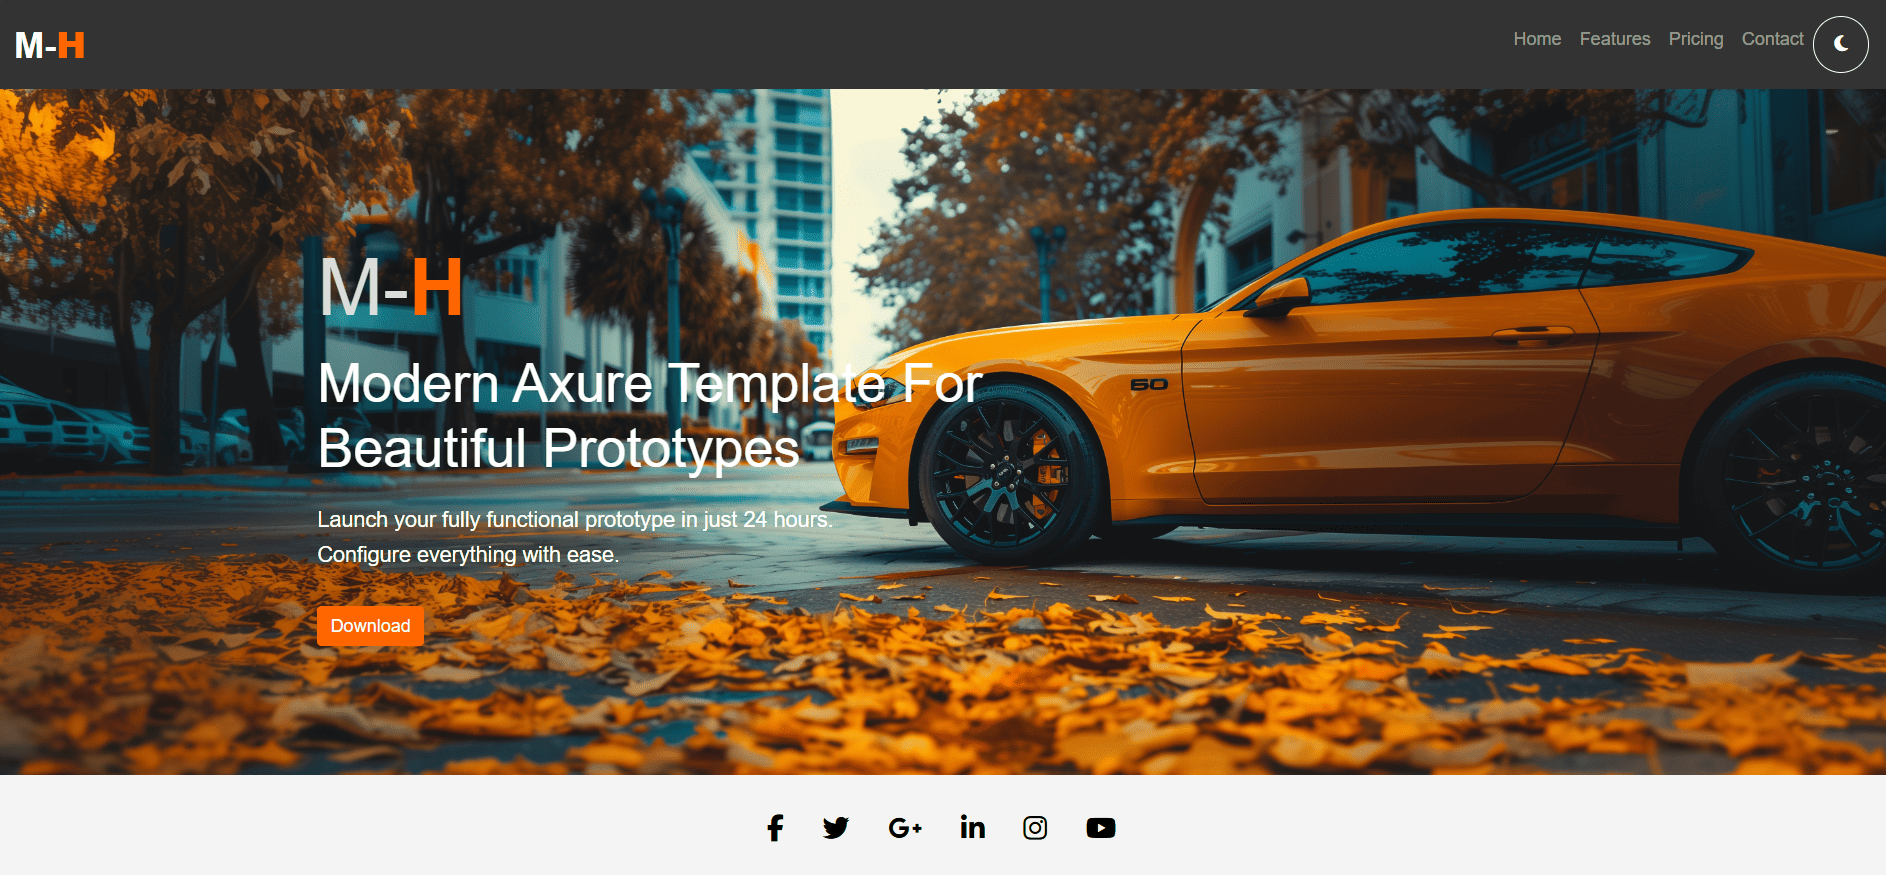 M-H
Home Features Pricing Contact
M-H
Modern Axure Template For
Beautiful Prototypes
Launch your fully functional prototype in just 24 hours.
Configure everything with ease.
Download
50
G+
in